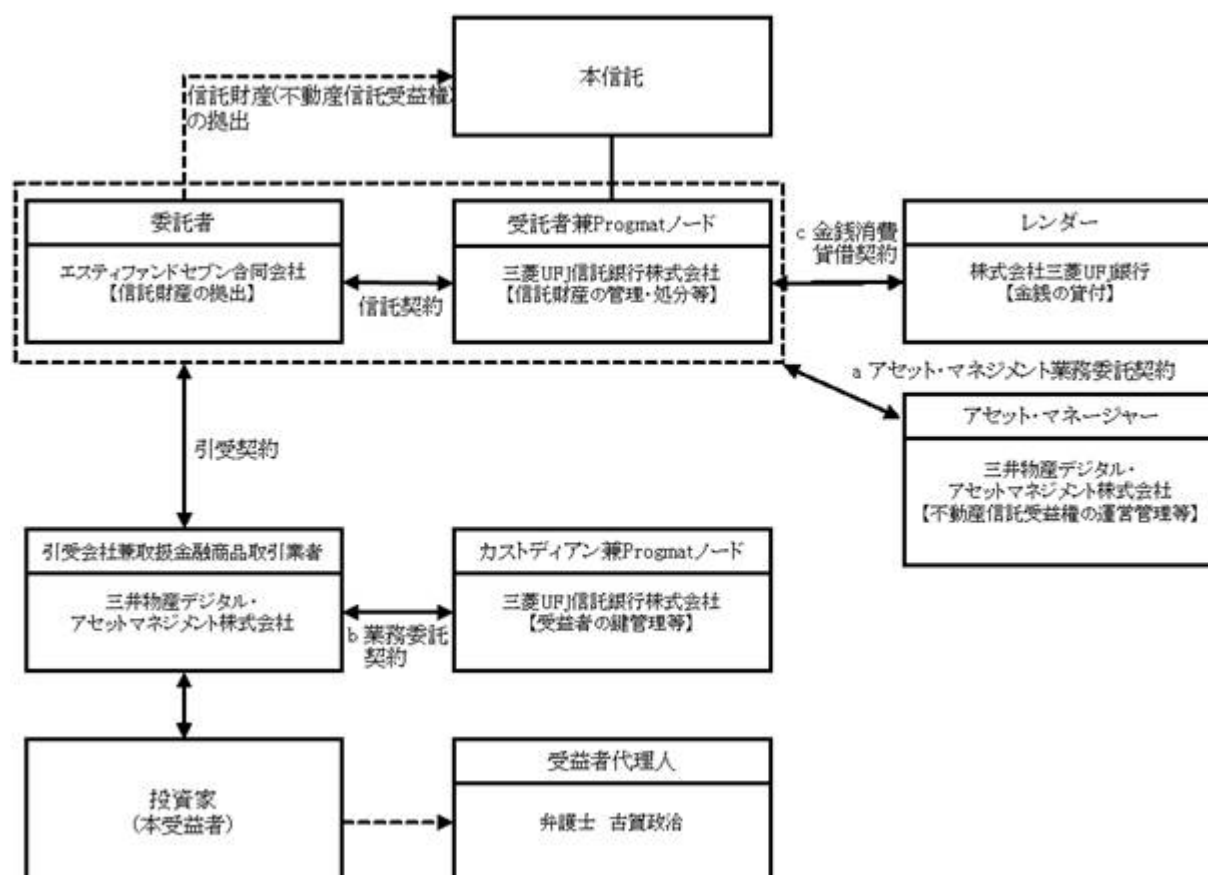 本信託
信託財産(不動産信託受益権)
の拠出
委託者
エスティファンドセブン合同会社
【信託財産の拠出】
信託契約
受託者兼Progmatノード
三菱UFJ信託銀行株式会社
【信託財産の管理・処分等】
c 金銭消費
貸借契約
レンダー
株式会社三菱UFJ銀行
【金銭の貸付】
a アセット・マネジメント業務委託契約
アセット・マネージャー
三井物産デジタル・
アセットマネジメント株式会社
【不動産信託受益権の運営管理等】
引受契約
引受会社兼取扱金融商品取引業者
三井物産デジタル・
アセットマネジメント株式会社
b 業務委託
契約
カストディアン兼Progmatノード
三菱UFJ信託銀行株式会社
【受益者の鍵管理等】
投資家
(本受益者)
受益者代理人
弁護士 古賀政治